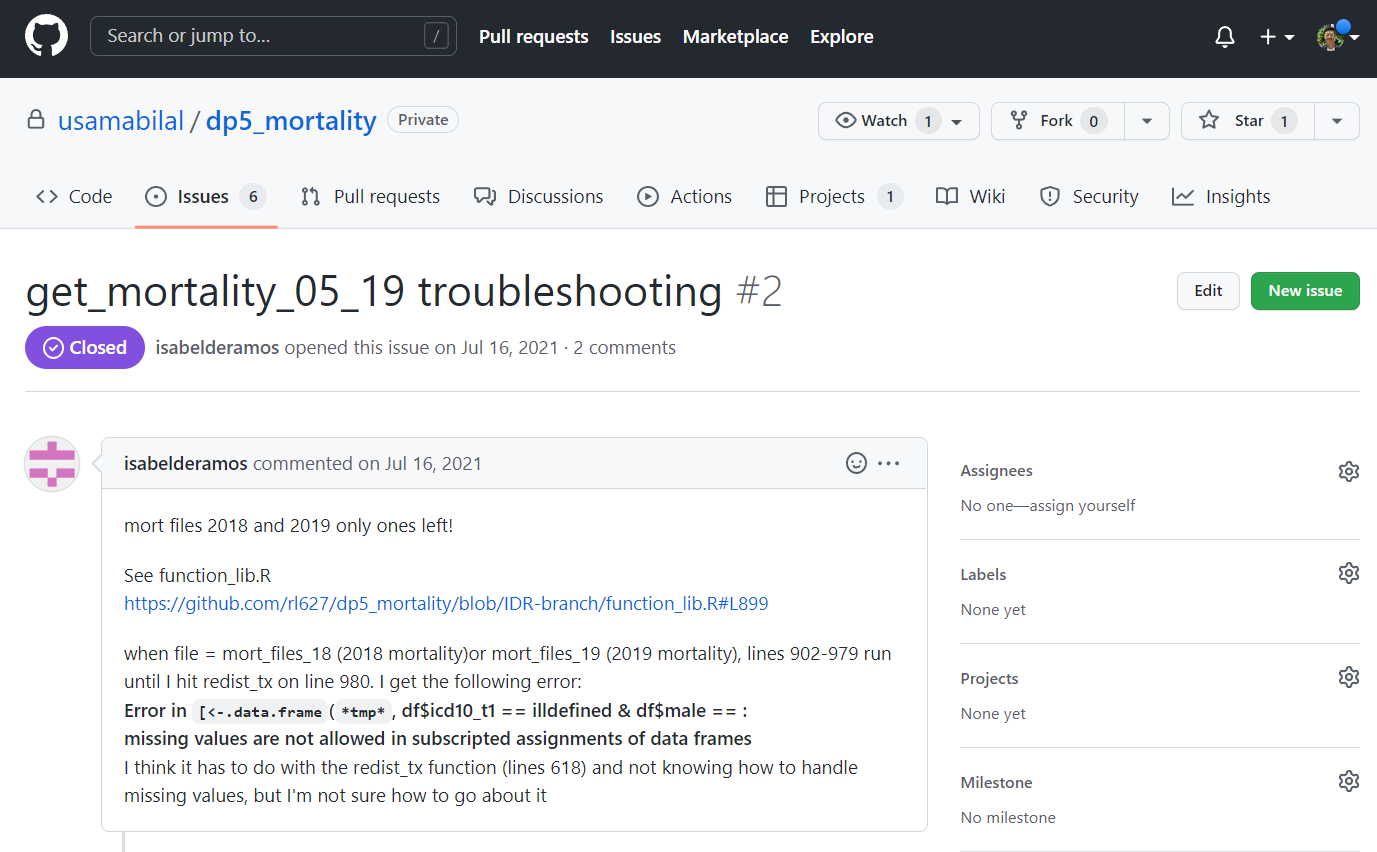 Search or jump to... /
Pull requests Issues Marketplace Explore
usamabilal / dp5_mortality Private
Watch 1 Fork 0 Star 1
Code Issues 6 Pull requests Discussions Actions Projects 1 Wiki Security Insights
get_mortality_05_19 troubleshooting #2
Edit New issue
Closed isabelderamos opened this issue on Jul 16, 2021 · 2 comments
isabelderamos commented on Jul 16, 2021
mort files 2018 and 2019 only ones left!
See function_lib.R
https://github.com/rl627/dp5_mortality/blob/IDR-branch/function_lib.R#L899
when file = mort_files_18 (2018 mortality)or mort_files_19 (2019 mortality), lines 902-979 run
until I hit redist_tx on line 980. I get the following error:
Error in [<-.data.frame(*tmp*, df$icd10_t1 == illdefined & df$male == :
missing values are not allowed in subscripted assignments of data frames
I think it has to do with the redist_tx function (lines 618) and not knowing how to handle
missing values, but I'm not sure how to go about it
Assignees
No one—assign yourself
Labels
None yet
Projects
None yet
Milestone
No milestone